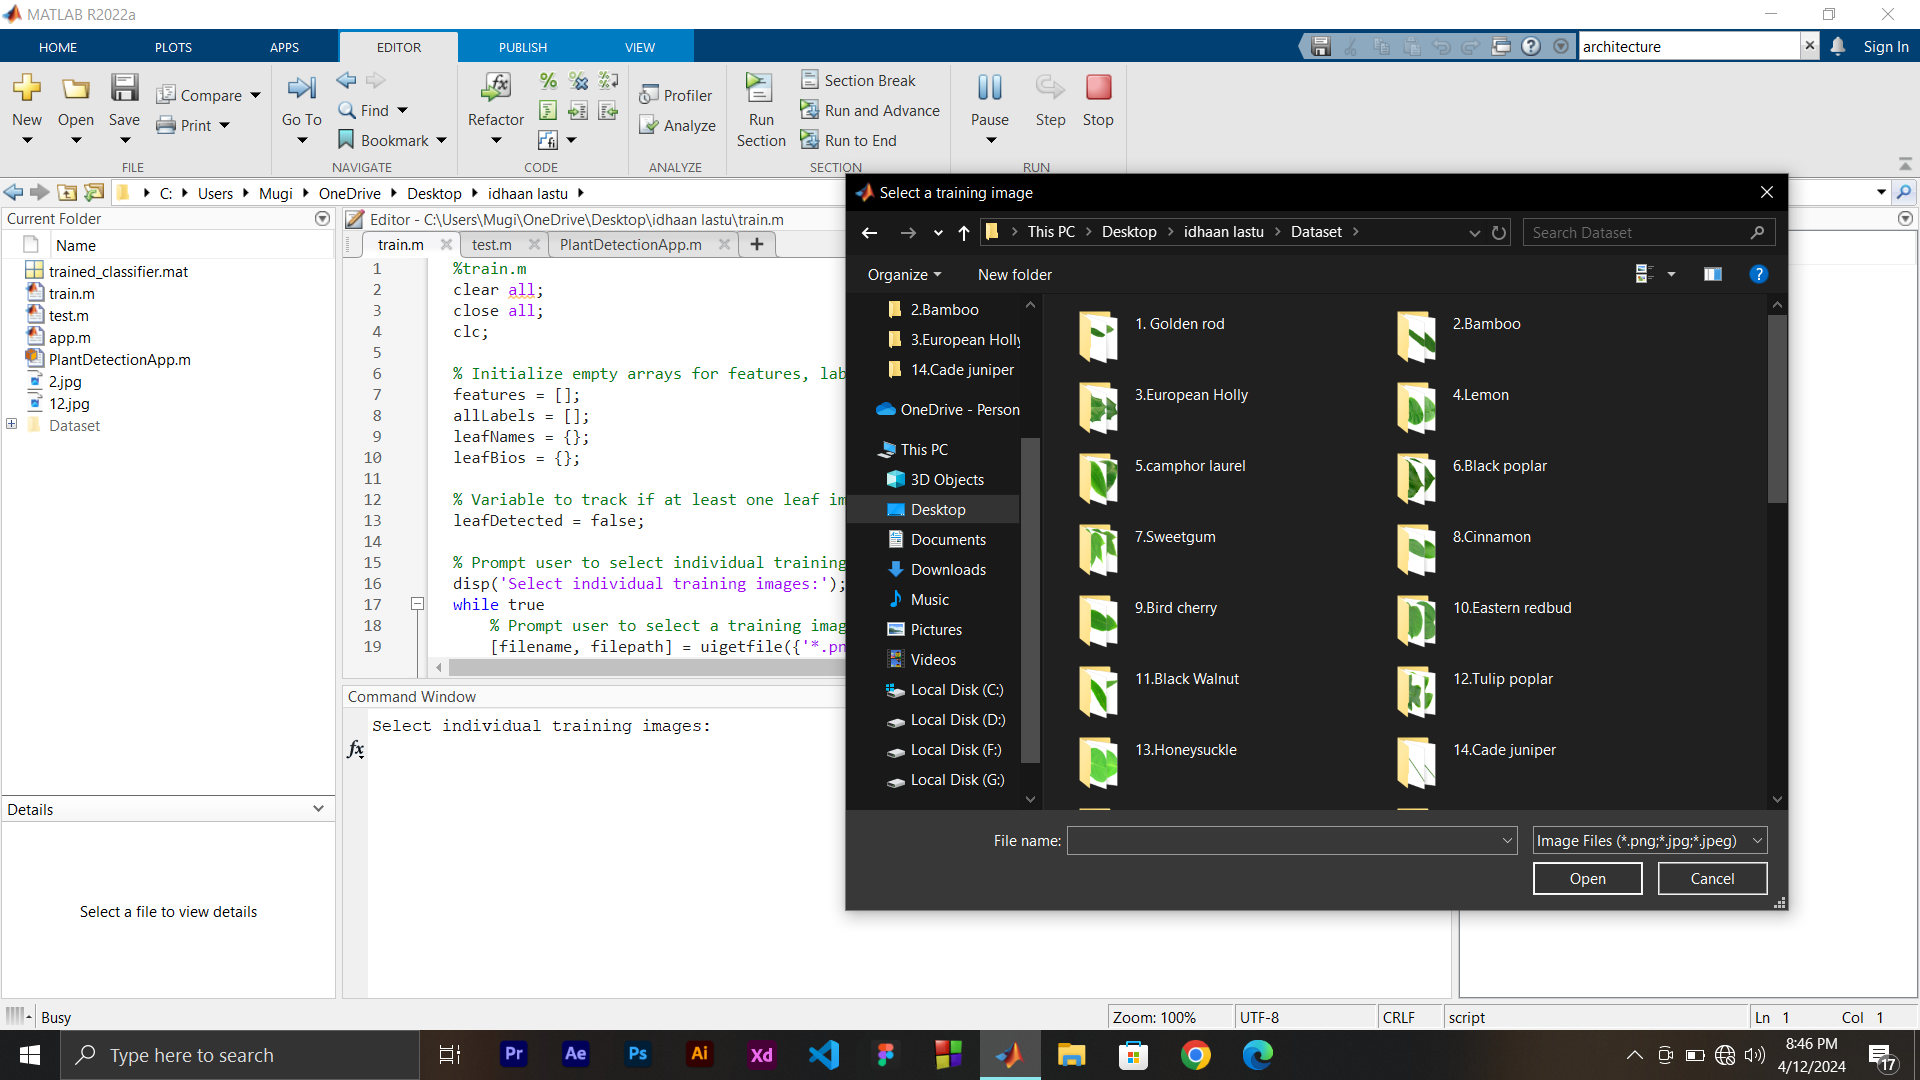 MATLAB R2022a
HOME PLOTS APPS EDITOR PUBLISH VIEW
architecture
Sign In
New
Open
Save
Compare
Print
FILE
Go To
Find
Bookmark
NAVIGATE
Refactor
CODE
Profiler
Analyze
ANALYZE
Run
Section
Section Break
Run and Advance
Run to End
SECTION
Pause
Step
Stop
RUN
C: Users Mugi OneDrive Desktop idhaan lastu
Current Folder
Name
trained_classifier.mat
train.m
test.m
app.m
PlantDetectionApp.m
2.jpg
12.jpg
Dataset
Details
Select a file to view details
Editor - C:\Users\Mugi\OneDrive\Desktop\idhaan lastu\train.m
train.m test.m PlantDetectionApp.m
1 %train.m
2 clear all;
3 close all;
4 clc;
5
6 % Initialize empty arrays for features, lab
7 features = [];
8 allLabels = [];
9 leafNames = {};
10 leafBios = {};
11
12 % Variable to track if at least one leaf im
13 leafDetected = false;
14
15 % Prompt user to select individual training
16 disp('Select individual training images:');
17 while true
18 % Prompt user to select a training imag
19 [filename, filepath] = uigetfile({'*.pn
Command Window
Select individual training images:
fx
Select a training image
This PC Desktop idhaan lastu Dataset
Search Dataset
Organize New folder
2.Bamboo
3.European Holly
14.Cade juniper
OneDrive - Person
This PC
3D Objects
Desktop
Documents
Downloads
Music
Pictures
Videos
Local Disk (C:)
Local Disk (D:)
Local Disk (F:)
Local Disk (G:)
1. Golden rod
2.Bamboo
3.European Holly
4.Lemon
5.camphor laurel
6.Black poplar
7.Sweetgum
8.Cinnamon
9.Bird cherry
10.Eastern redbud
11.Black Walnut
12.Tulip poplar
13.Honeysuckle
14.Cade juniper
File name:
Image Files (*.png;*.jpg;*.jpeg)
Open Cancel
Busy
Zoom: 100% UTF-8 CRLF script Ln 1 Col 1
Type here to search
Pr Ae Ps Ai Xd
8:46 PM
4/12/2024
17